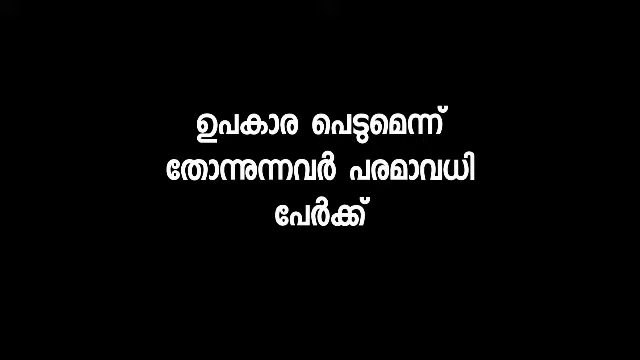 ഉപകാര പെടുമെന്ന്
തോന്നുന്നവർ പരമാവധി
പേർക്ക്